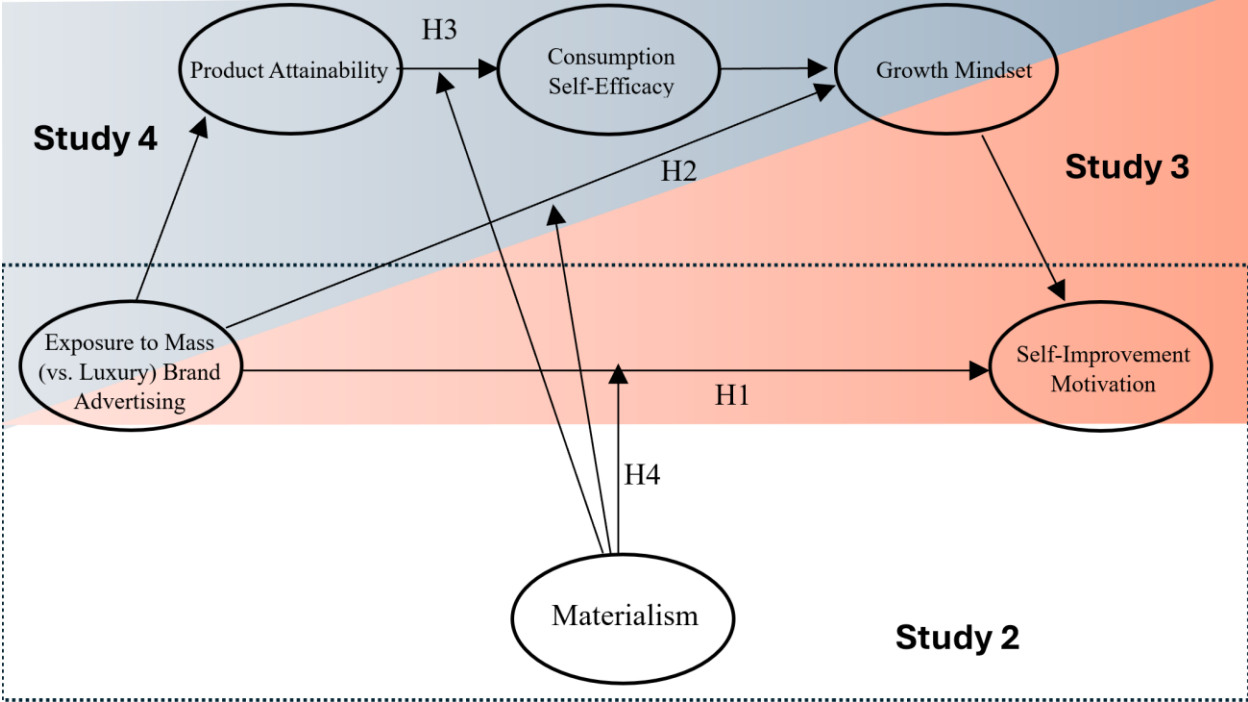 H3
Product Attainability
Consumption
Self-Efficacy
Growth Mindset
Study 4
H2
Study 3
Exposure to Mass
(vs. Luxury) Brand
Advertising
Self-Improvement
Motivation
H1
H4
Materialism
Study 2